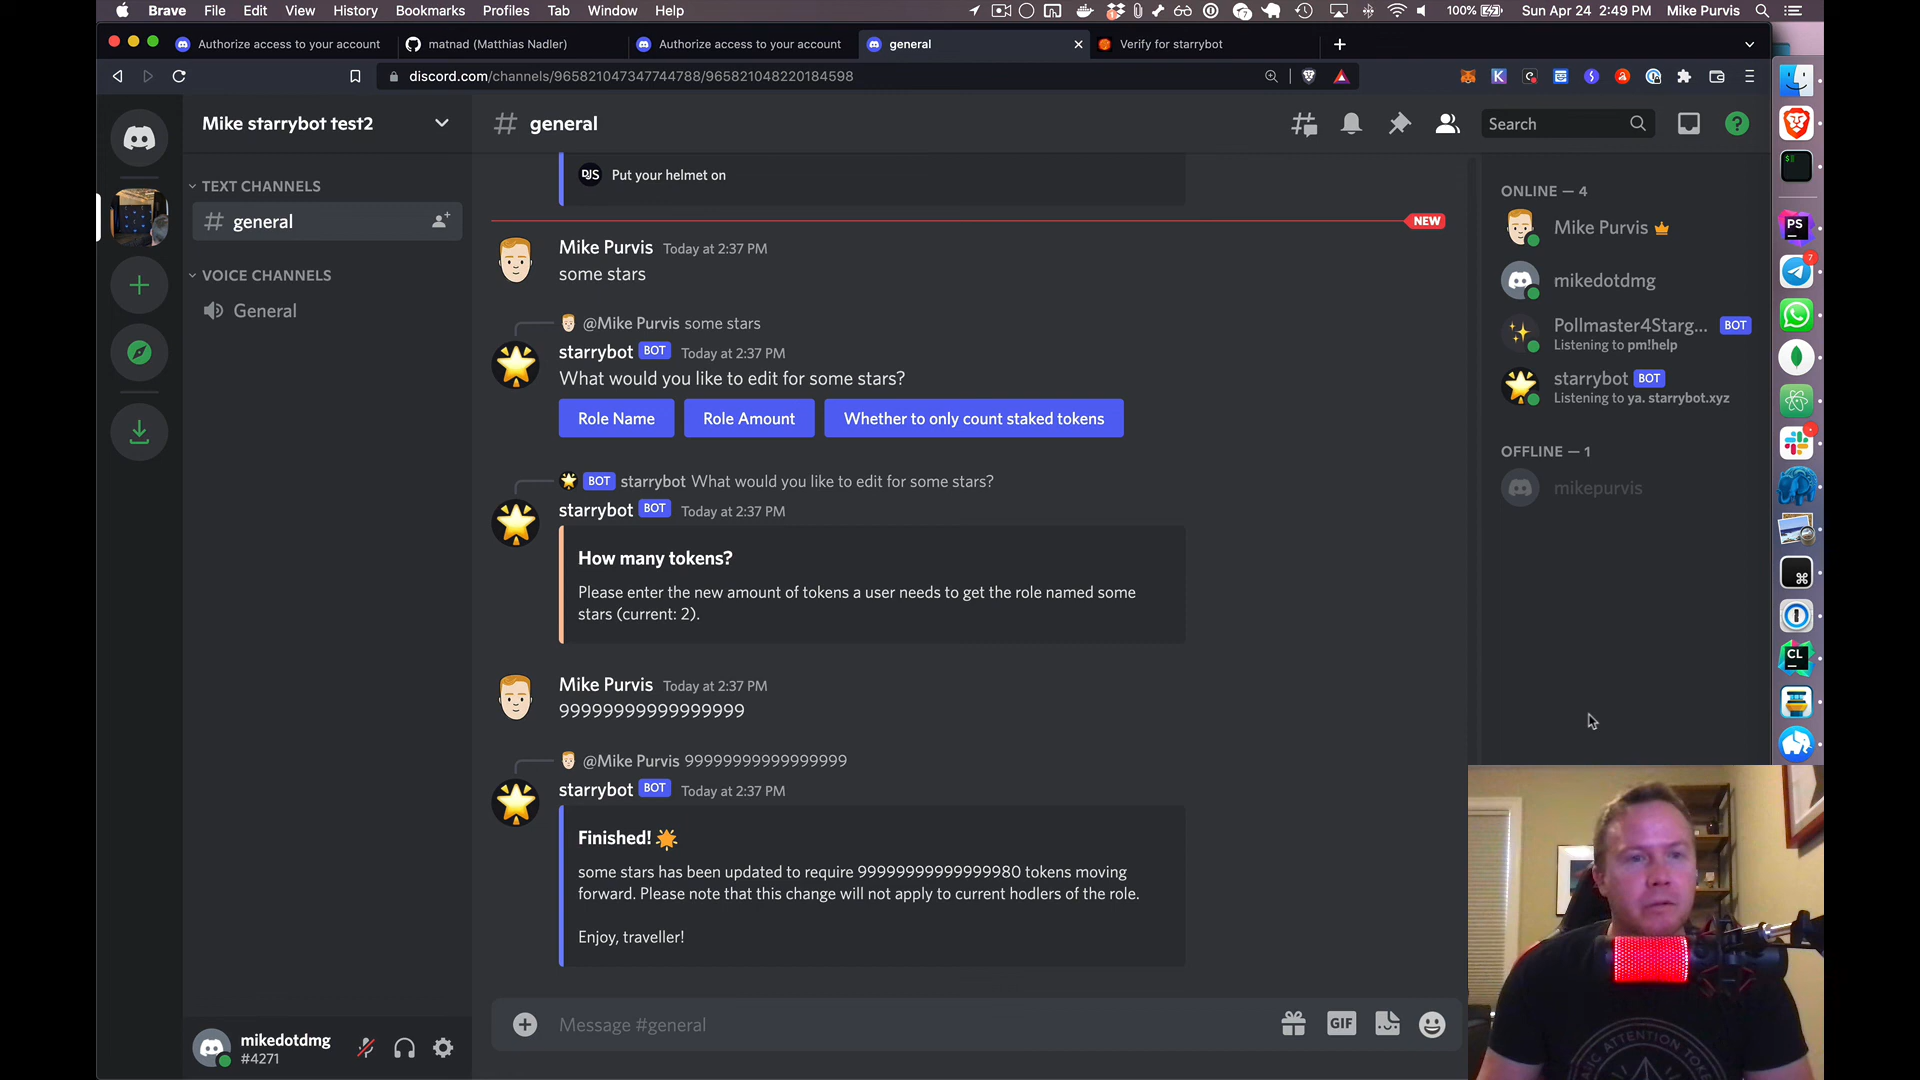 Brave File Edit View History Bookmarks Profiles Tab Window Help
100% Sun Apr 24 2:49 PM Mike Purvis
Authorize access to your account
matnad (Matthias Nadler)
Authorize access to your account
general
Verify for starrybot
discord.com/channels/965821047347744788/965821048220184598
Mike starrybot test2
TEXT CHANNELS
general
VOICE CHANNELS
General
mikedotdmg
#4271
general
Search
DJS Put your helmet on
NEW
Mike Purvis Today at 2:37 PM
some stars
@Mike Purvis some stars
starrybot BOT Today at 2:37 PM
What would you like to edit for some stars?
Role Name
Role Amount
Whether to only count staked tokens
BOT starrybot What would you like to edit for some stars?
starrybot BOT Today at 2:37 PM
How many tokens?
Please enter the new amount of tokens a user needs to get the role named some
stars (current: 2).
Mike Purvis Today at 2:37 PM
99999999999999999
@Mike Purvis 99999999999999999
starrybot BOT Today at 2:37 PM
Finished!
some stars has been updated to require 99999999999999980 tokens moving
forward. Please note that this change will not apply to current hodlers of the role.
Enjoy, traveller!
Message #general
GIF
ONLINE — 4
Mike Purvis
mikedotdmg
Pollmaster4Starg... BOT
Listening to pm!help
starrybot BOT
Listening to ya. starrybot.xyz
OFFLINE — 1
mikepurvis
PS
7
CL